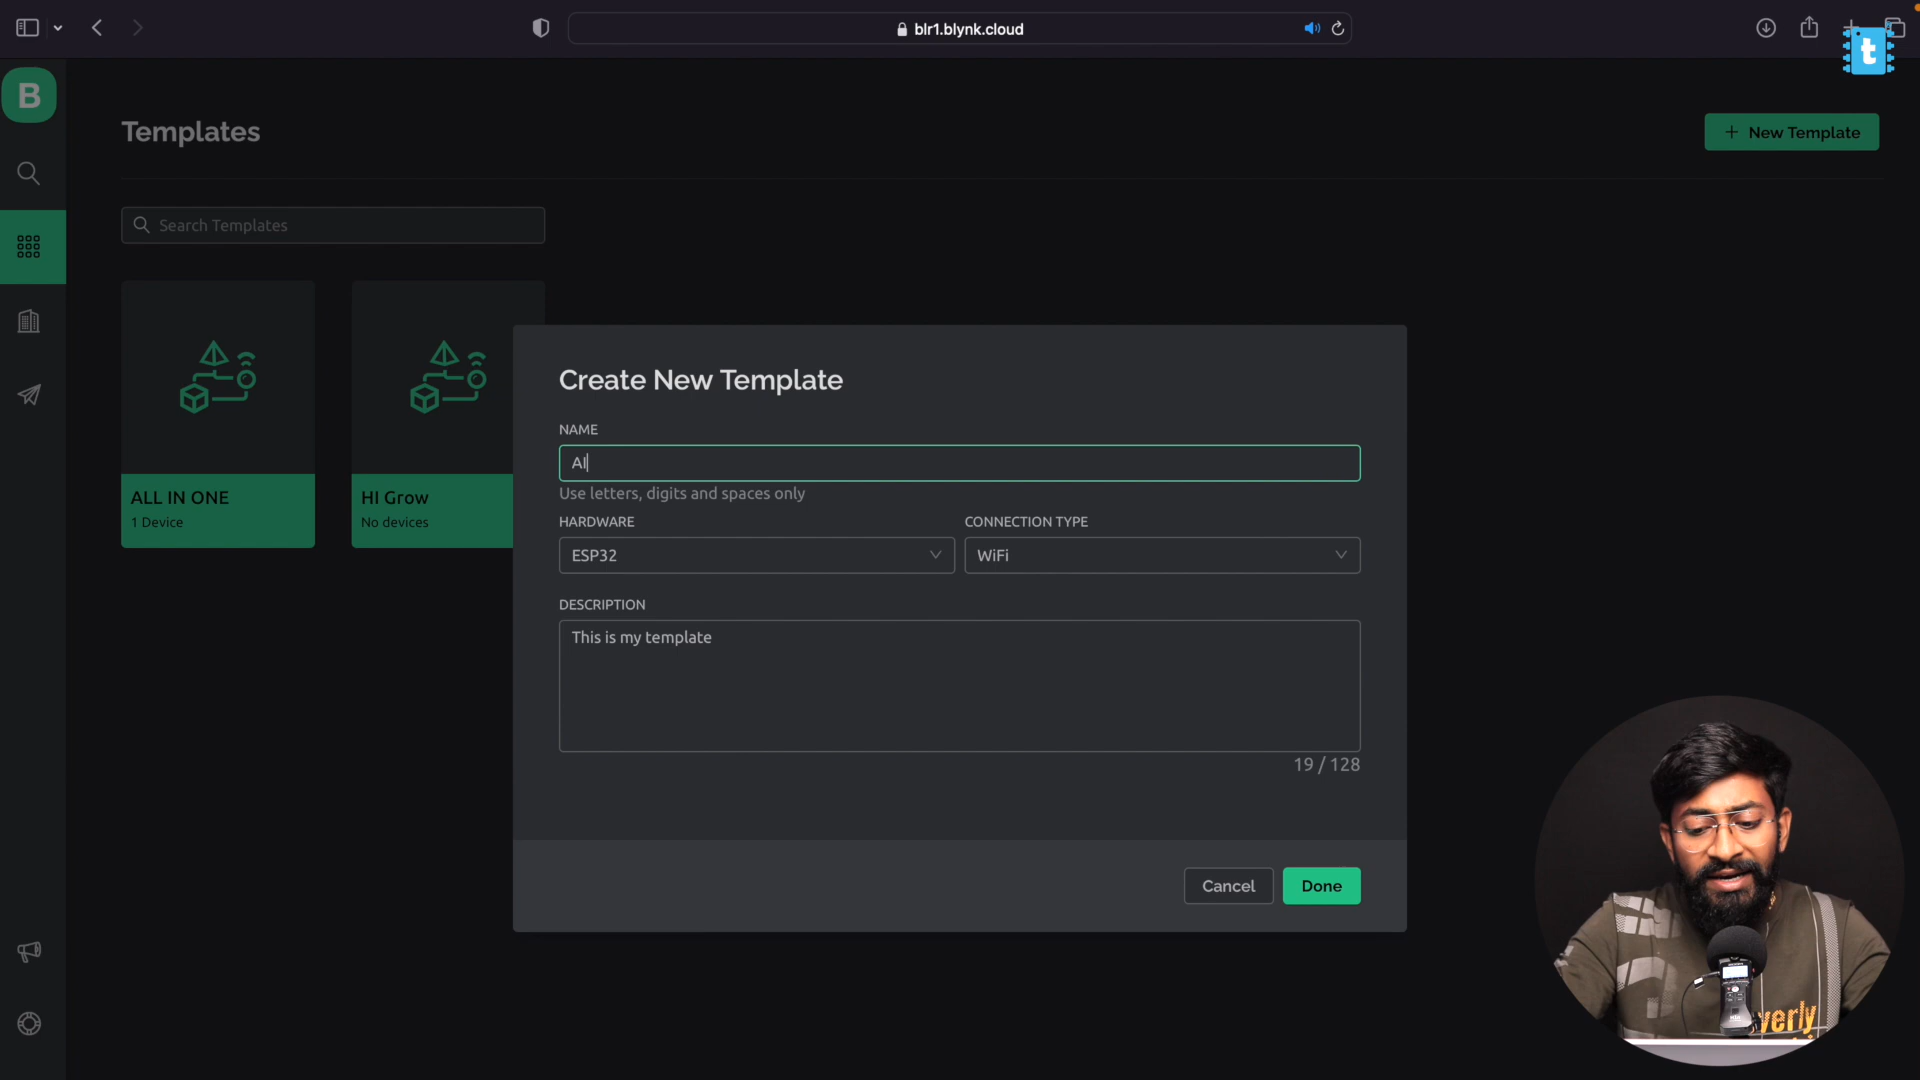 blr1.blynk.cloud
t
B
Templates
+ New Template
Search Templates
ALL IN ONE
1 Device
HI Grow
No devices
Create New Template
NAME
AI
Use letters, digits and spaces only
HARDWARE
CONNECTION TYPE
ESP32
WiFi
DESCRIPTION
This is my template
19 / 128
Cancel
Done
verly